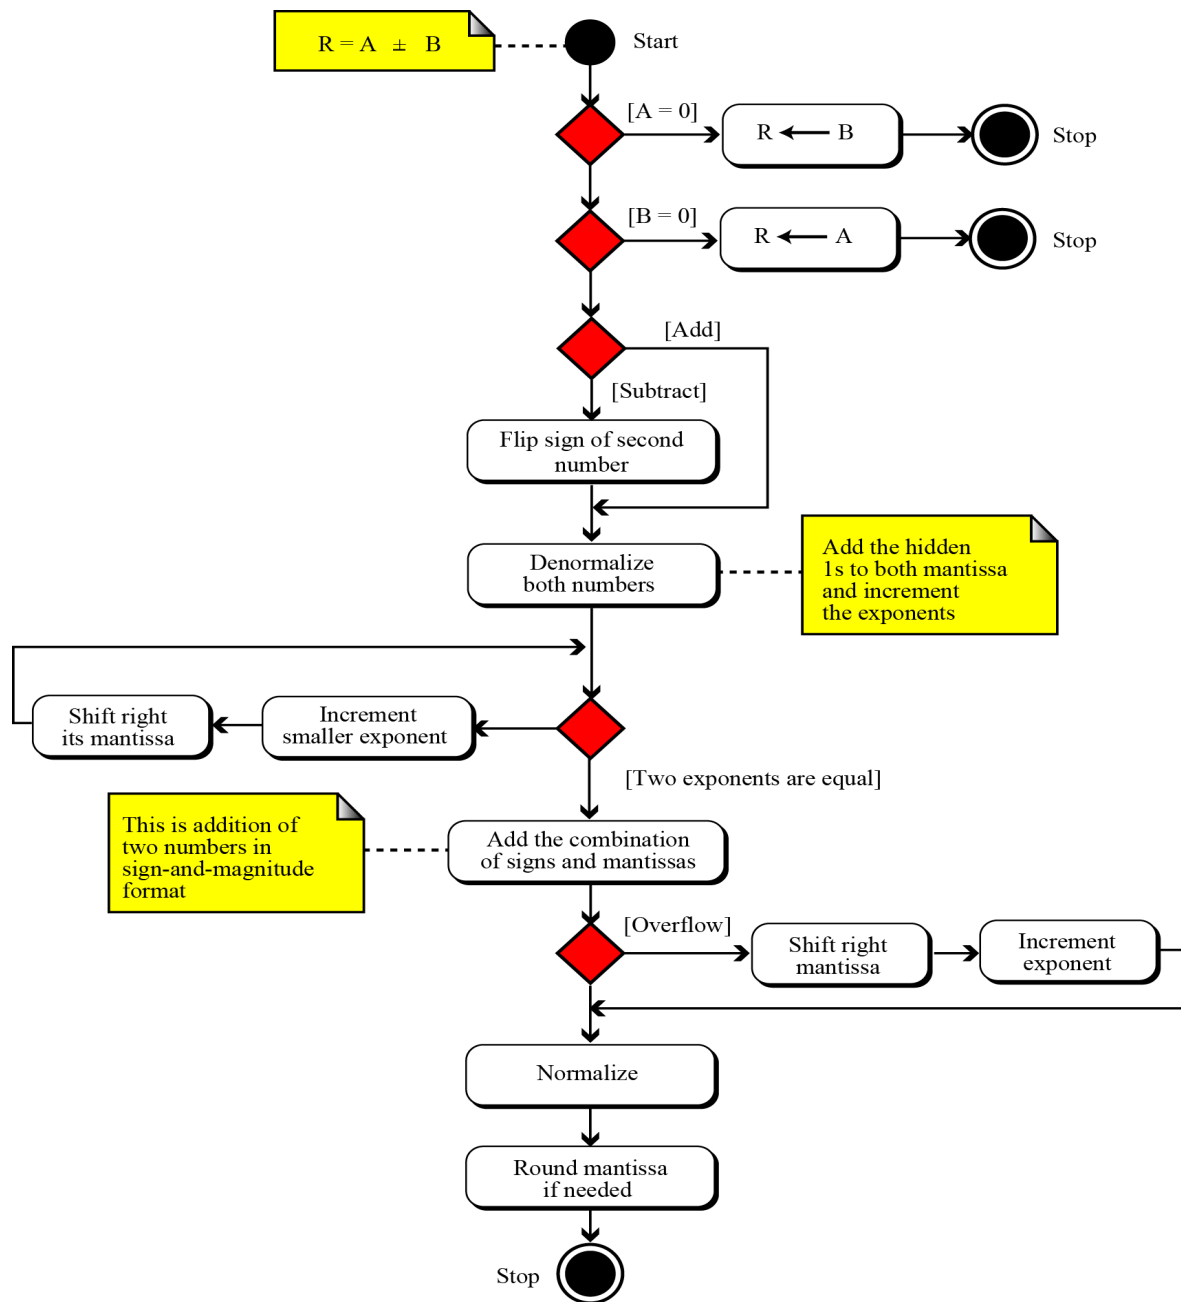 R = A ± B
Start
[A = 0]
R ← B
Stop
[B = 0]
R ← A
Stop
[Add]
[Subtract]
Flip sign of second
number
Denormalize
both numbers
Add the hidden
1s to both mantissa
and increment
the exponents
Shift right
its mantissa
Increment
smaller exponent
[Two exponents are equal]
This is addition of
two numbers in
sign-and-magnitude
format
Add the combination
of signs and mantissas
[Overflow]
Shift right
mantissa
Increment
exponent
Normalize
Round mantissa
if needed
Stop